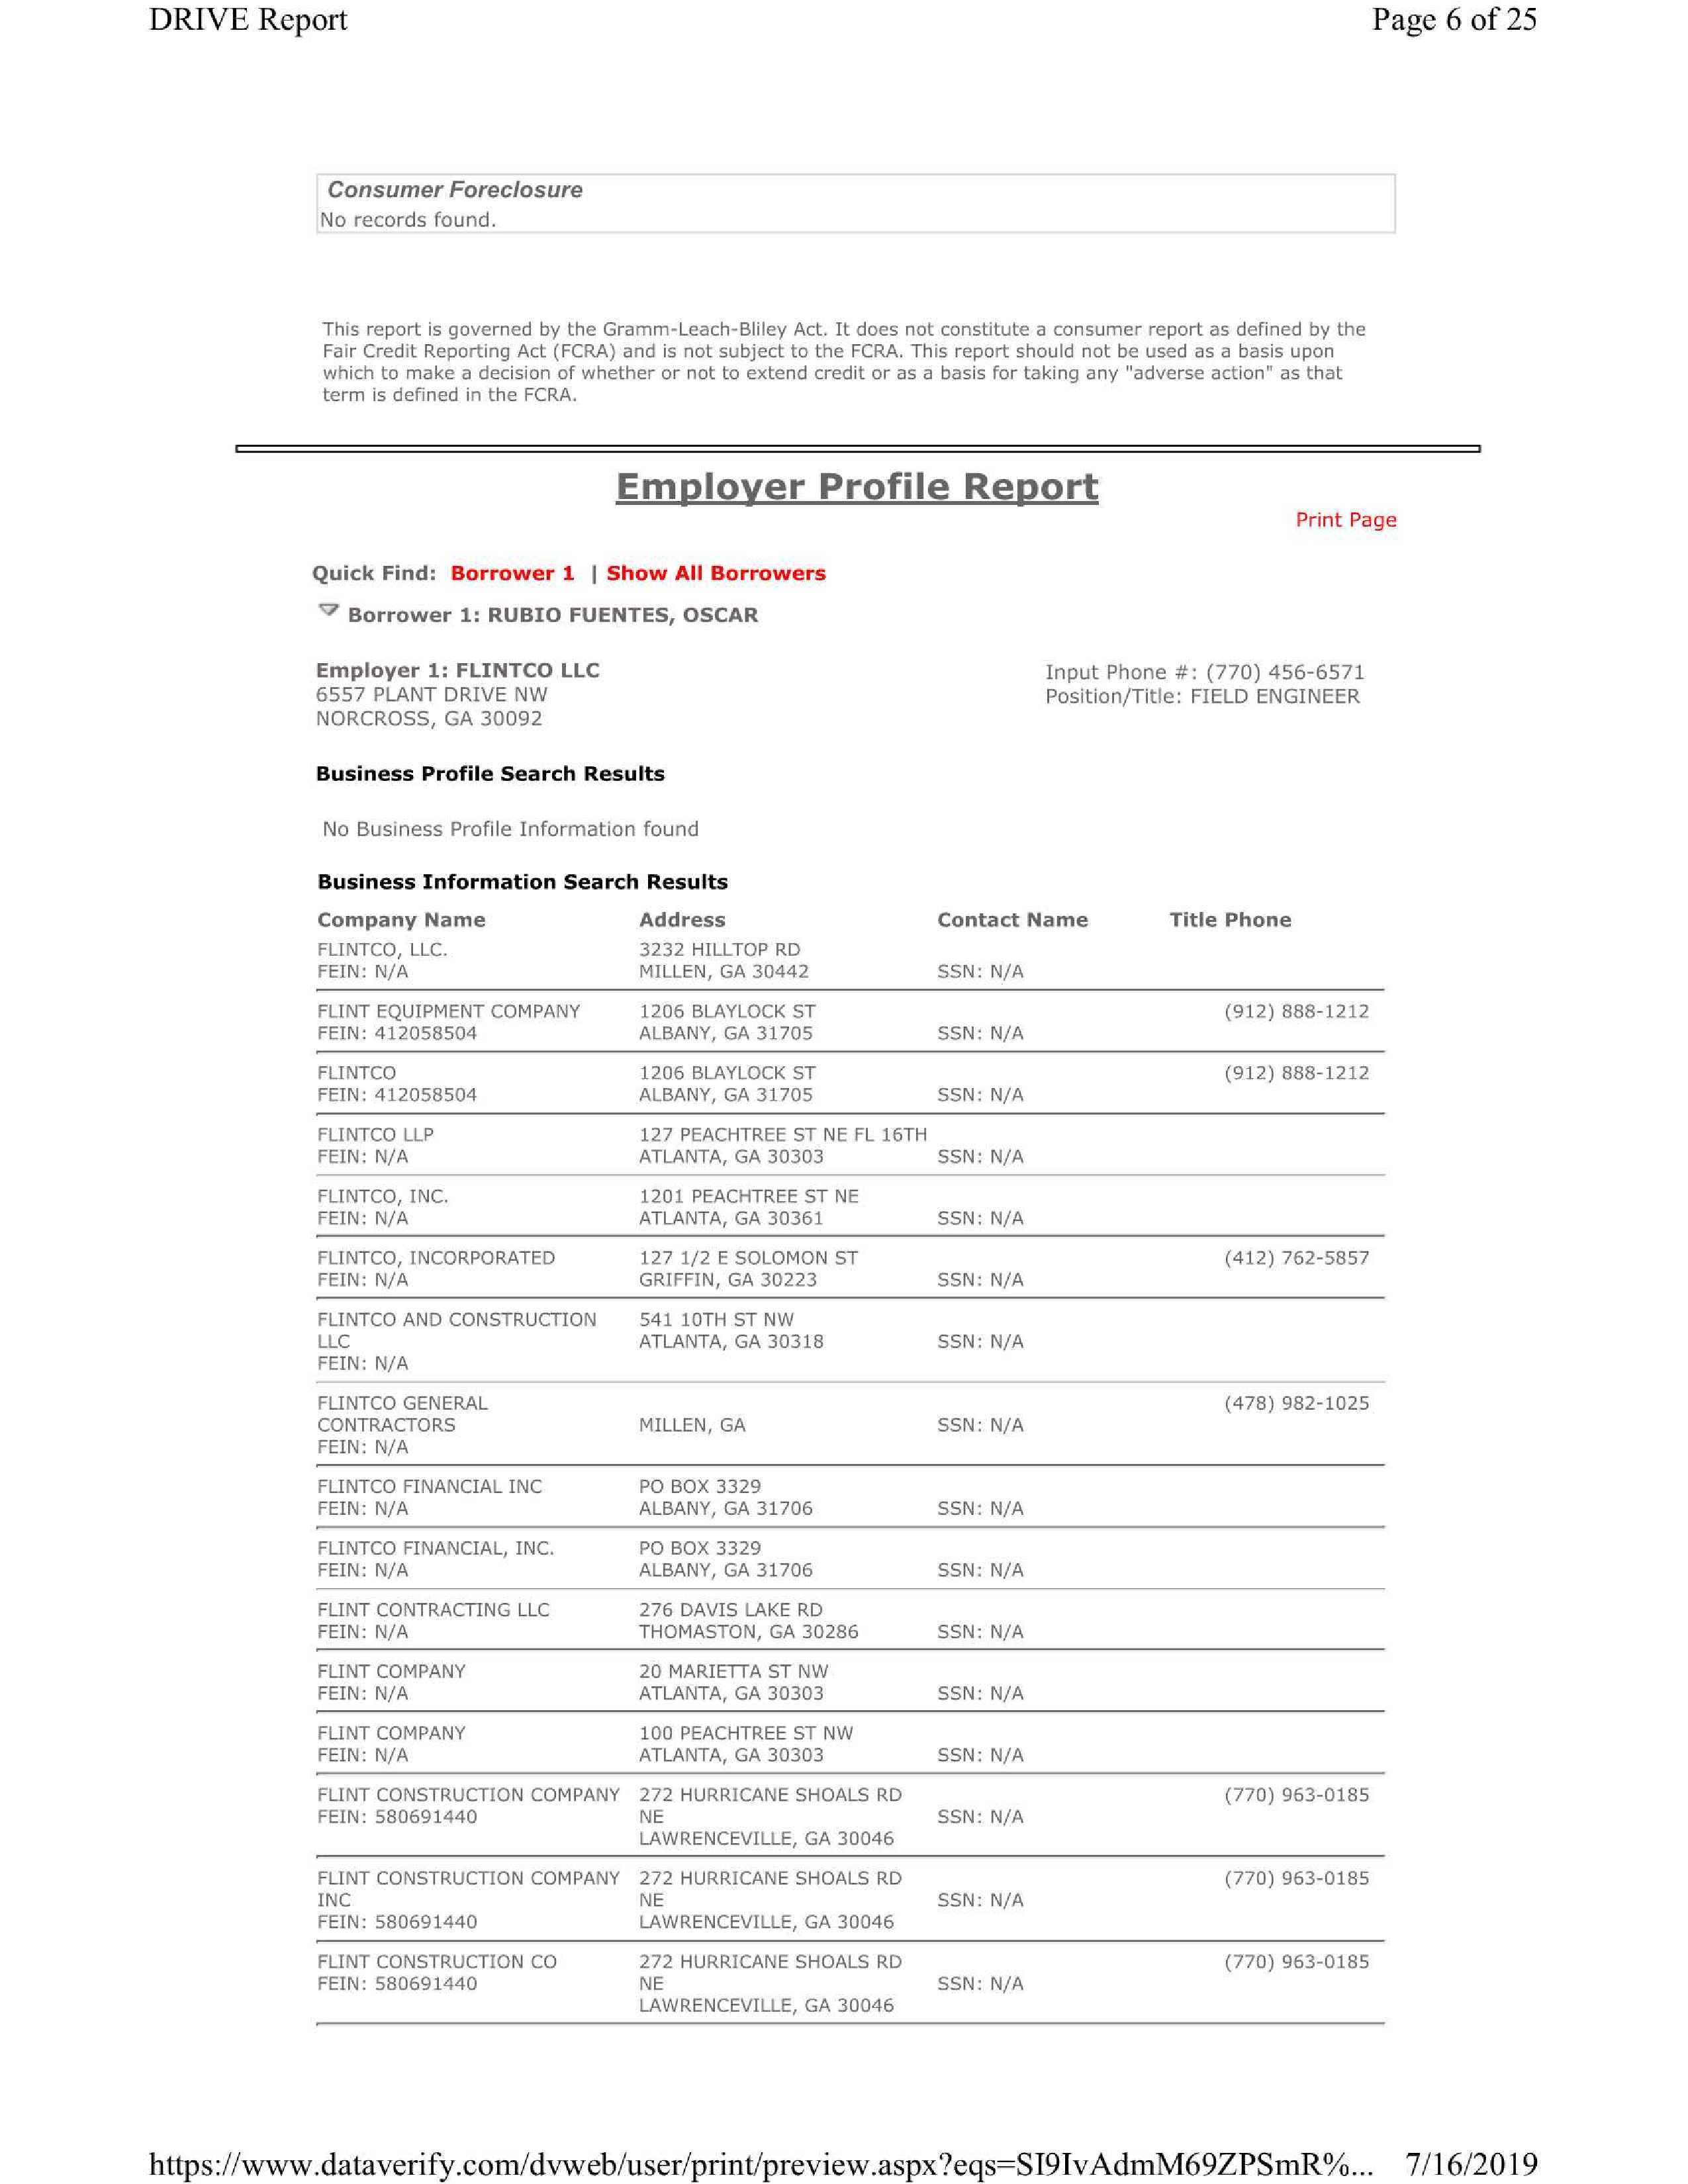 DRIVE Report Page 6 of 25
Consumer Foreclosure
No records found.
This report is governed by the Gramm-Leach-Bliley Act. It does not constitute a consumer report as defined by the
Fair Credit Reporting Act (FCRA) and is not subject to the FCRA. This report should not be used as a basis upon
which to make a decision of whether or not to extend credit or as a basis for taking any "adverse action" as that
term is defined in the FCRA.
Employer Profile Report
Print Page
Quick Find: Borrower 1 | Show All Borrowers
Borrower 1: RUBIO FUENTES, OSCAR
Employer 1: FLINTCO LLC Input Phone #: (770) 456-6571
6557 PLANT DRIVE NW Position/Title: FIELD ENGINEER
NORCROSS, GA 30092
Business Profile Search Results
No Business Profile Information found
Business Information Search Results
Company Name Address Contact Name Title Phone
FLINTCO, LLC. 3232 HILLTOP RD
FEIN: N/A MILLEN, GA 30442 SSN: N/A
FLINT EQUIPMENT COMPANY 1206 BLAYLOCK ST (912) 888-1212
FEIN: 412058504 ALBANY, GA 31705 SSN: N/A
FLINTCO 1206 BLAYLOCK ST (912) 888-1212
FEIN: 412058504 ALBANY, GA 31705 SSN: N/A
FLINTCO LLP 127 PEACHTREE ST NE FL 16TH
FEIN: N/A ATLANTA, GA 30303 SSN: N/A
FLINTCO, INC. 1201 PEACHTREE ST NE
FEIN: N/A ATLANTA, GA 30361 SSN: N/A
FLINTCO, INCORPORATED 127 1/2 E SOLOMON ST (412) 762-5857
FEIN: N/A GRIFFIN, GA 30223 SSN: N/A
FLINTCO AND CONSTRUCTION 541 10TH ST NW
LLC ATLANTA, GA 30318 SSN: N/A
FEIN: N/A
FLINTCO GENERAL (478) 982-1025
CONTRACTORS MILLEN, GA SSN: N/A
FEIN: N/A
FLINTCO FINANCIAL INC PO BOX 3329
FEIN: N/A ALBANY, GA 31706 SSN: N/A
FLINTCO FINANCIAL, INC. PO BOX 3329
FEIN: N/A ALBANY, GA 31706 SSN: N/A
FLINT CONTRACTING LLC 276 DAVIS LAKE RD
FEIN: N/A THOMASTON, GA 30286 SSN: N/A
FLINT COMPANY 20 MARIETTA ST NW
FEIN: N/A ATLANTA, GA 30303 SSN: N/A
FLINT COMPANY 100 PEACHTREE ST NW
FEIN: N/A ATLANTA, GA 30303 SSN: N/A
FLINT CONSTRUCTION COMPANY 272 HURRICANE SHOALS RD (770) 963-0185
FEIN: 580691440 NE SSN: N/A
LAWRENCEVILLE, GA 30046
FLINT CONSTRUCTION COMPANY 272 HURRICANE SHOALS RD (770) 963-0185
INC NE SSN: N/A
FEIN: 580691440 LAWRENCEVILLE, GA 30046
FLINT CONSTRUCTION CO 272 HURRICANE SHOALS RD (770) 963-0185
FEIN: 580691440 NE SSN: N/A
LAWRENCEVILLE, GA 30046
https://www.dataverify.com/dvweb/user/print/preview.aspx?eqs=SI9IvAdmM69ZPSmR%... 7/16/2019